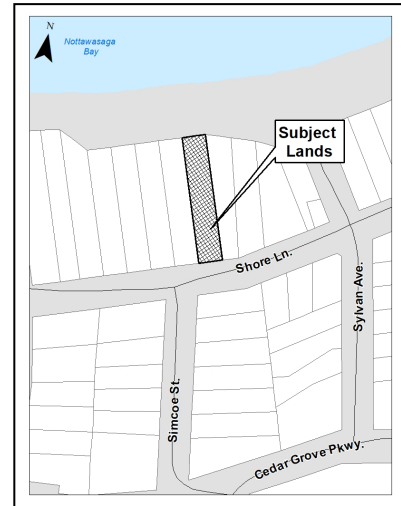 N
Nottawasaga
Bay
Subject
Lands
Shore Ln.
Sylvan Ave.
Simcoe St.
Cedar Grove Pkwy.